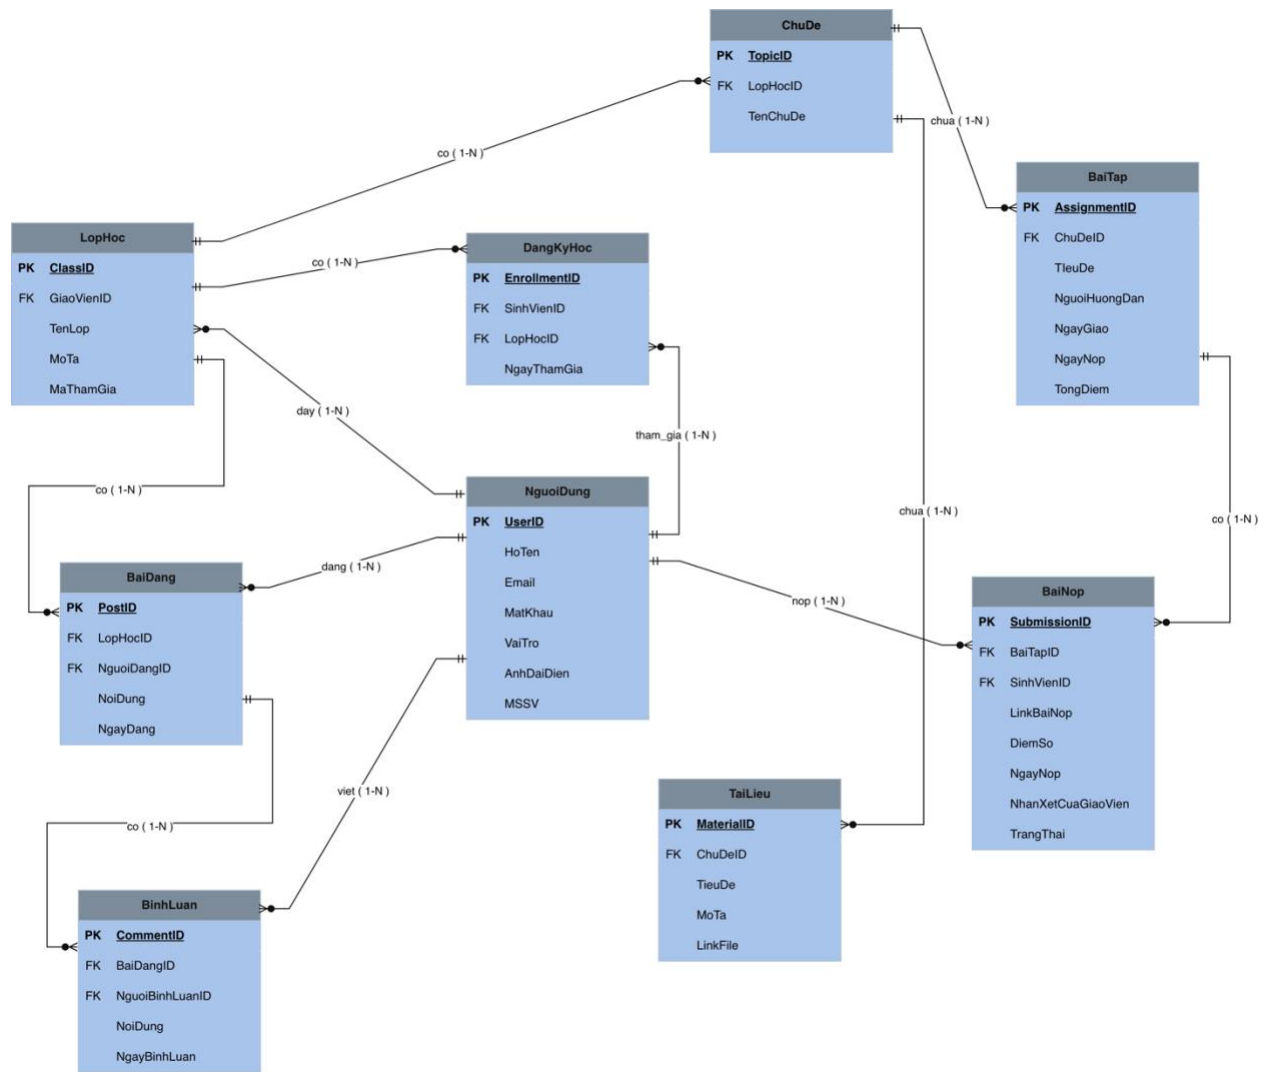 ChuDe
PK TopicID
FK LopHocID
TenChuDe
chua ( 1-N )
co ( 1-N )
BaiTap
PK AssignmentID
FK ChuDeID
TIeuDe
NguoiHuongDan
NgayGiao
NgayNop
TongDiem
LopHoc
PK ClassID
FK GiaoVienID
TenLop
MoTa
MaThamGia
co ( 1-N )
DangKyHoc
PK EnrollmentID
FK SinhVienID
FK LopHocID
NgayThamGia
day ( 1-N )
tham_gia ( 1-N )
co ( 1-N )
NguoiDung
PK UserID
HoTen
Email
MatKhau
VaiTro
AnhDaiDien
MSSV
chua ( 1-N )
co ( 1-N )
dang ( 1-N )
nop ( 1-N )
BaiDang
PK PostID
FK LopHocID
FK NguoiDangID
NoiDung
NgayDang
BaiNop
PK SubmissionID
FK BaiTapID
FK SinhVienID
LinkBaiNop
DiemSo
NgayNop
NhanXetCuaGiaoVien
TrangThai
viet ( 1-N )
co ( 1-N )
TaiLieu
PK MaterialID
FK ChuDeID
TieuDe
MoTa
LinkFile
BinhLuan
PK CommentID
FK BaiDangID
FK NguoiBinhLuanID
NoiDung
NgayBinhLuan